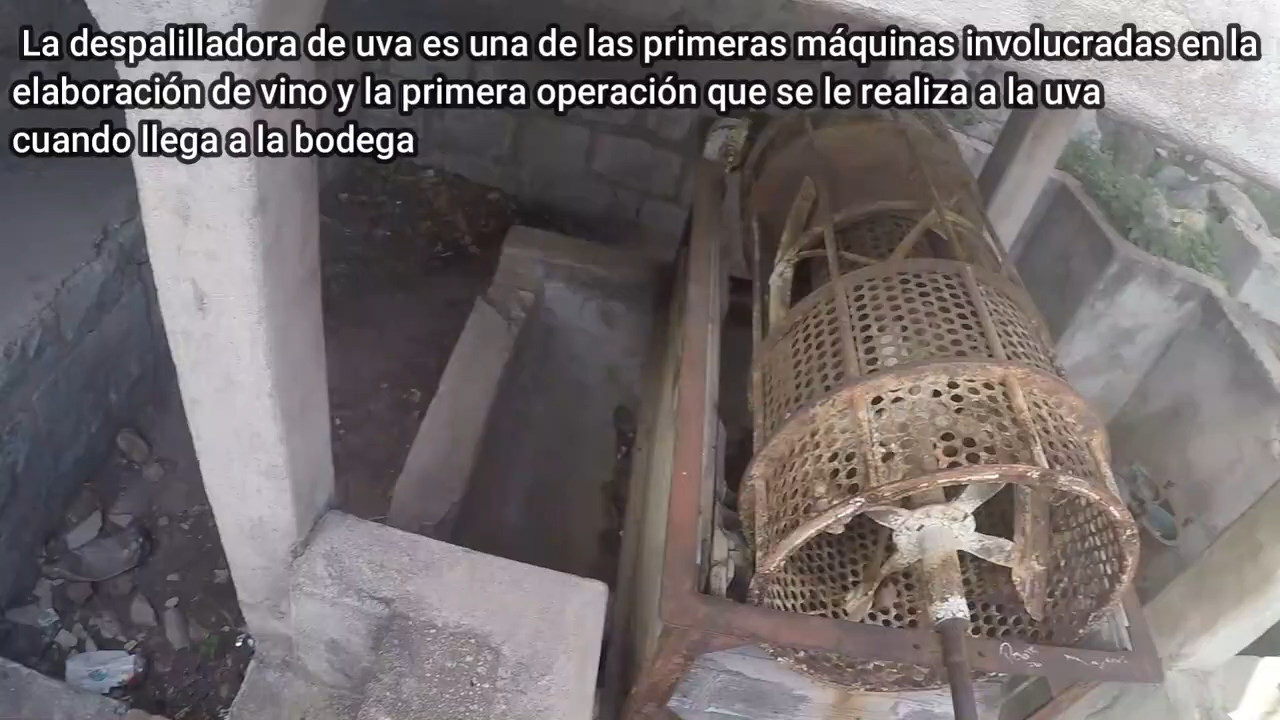 La despalilladora de uva es una de las primeras máquinas involucradas en la
elaboración de vino y la primera operación que se le realiza a la uva
cuando llega a la bodega